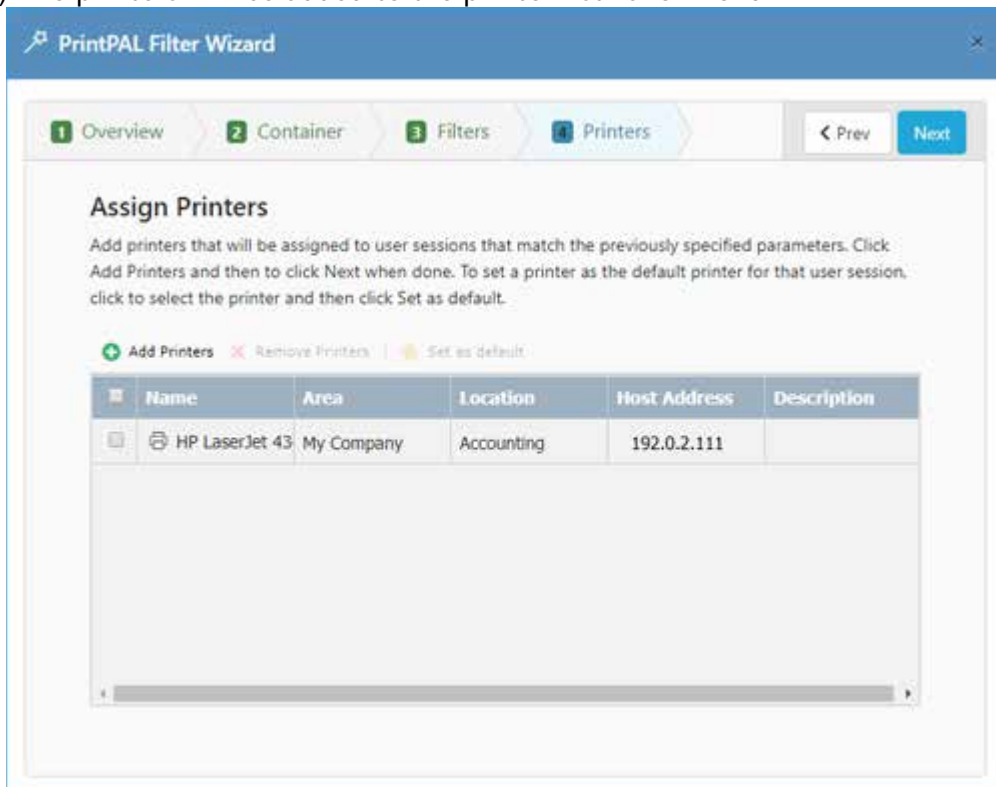 PrintPAL Filter Wizard
1 Overview 2 Container 3 Filters 4 Printers Prev Next
Assign Printers
Add printers that will be assigned to user sessions that match the previously specified parameters. Click
Add Printers and then to click Next when done. To set a printer as the default printer for that user session,
click to select the printer and then click Set as default.
Add Printers Remove Printers Set as default
Name Area Location Host Address Description
HP LaserJet 43 My Company Accounting 192.0.2.111